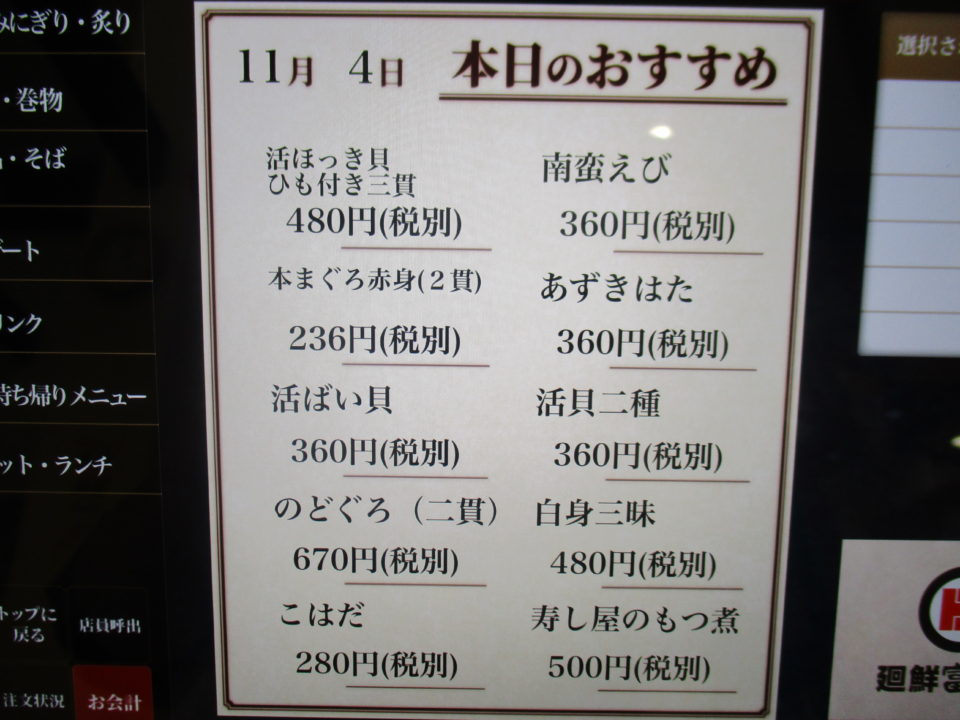 みにぎり・炙り
・巻物
・そば
ート
リンク
持ち帰りメニュー
ット・ランチ
トップに
戻る
店員呼出
注文状況
お会計
11月 4日 本日のおすすめ
活ほっき貝
ひも付き三貫
480円(税別)
本まぐろ赤身(2貫)
236円(税別)
活ばい貝
360円(税別)
のどぐろ（二貫）
670円(税別)
こはだ
280円(税別)
南蛮えび
360円(税別)
あずきはた
360円(税別)
活貝二種
360円(税別)
白身三昧
480円(税別)
寿し屋のもつ煮
500円(税別)
選択さ
廻鮮富